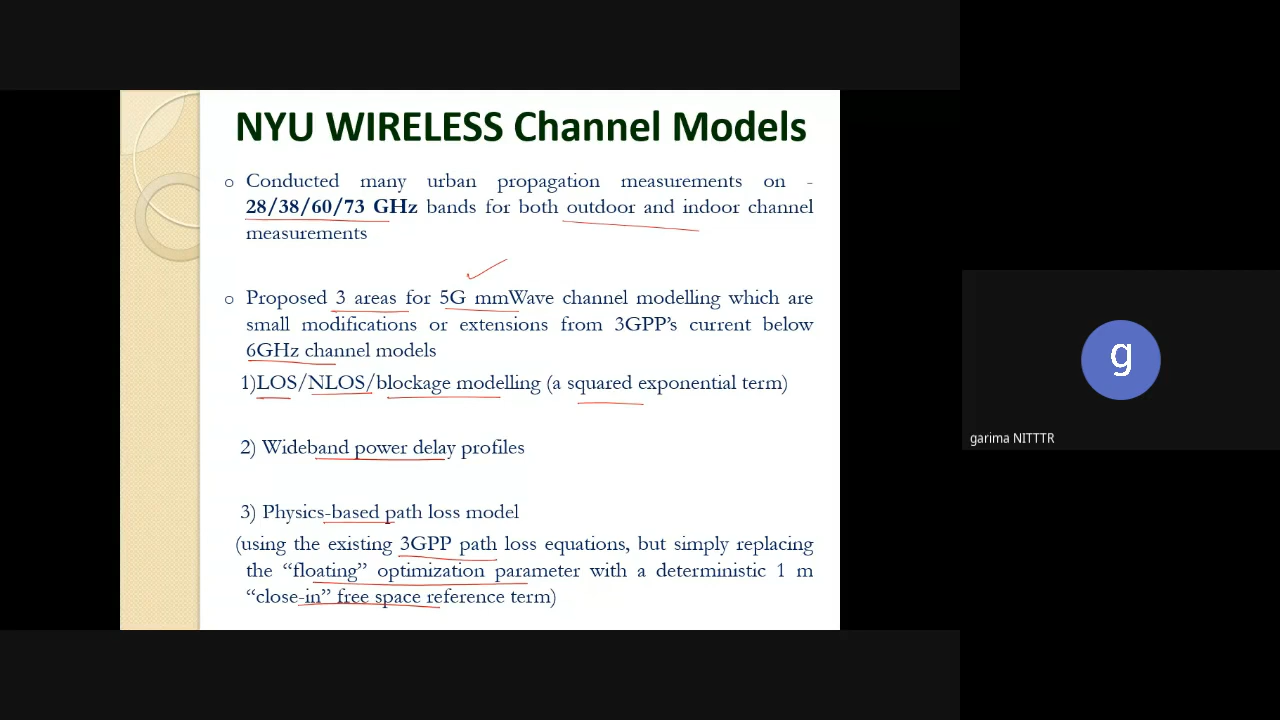 NYU WIRELESS Channel Models
o Conducted many urban propagation measurements on -
28/38/60/73 GHz bands for both outdoor and indoor channel
measurements
o Proposed 3 areas for 5G mmWave channel modelling which are
small modifications or extensions from 3GPP’s current below
6GHz channel models
1)LOS/NLOS/blockage modelling (a squared exponential term)
2) Wideband power delay profiles
3) Physics-based path loss model
(using the existing 3GPP path loss equations, but simply replacing
the “floating” optimization parameter with a deterministic 1 m
“close-in” free space reference term)
g
garima NITTTR